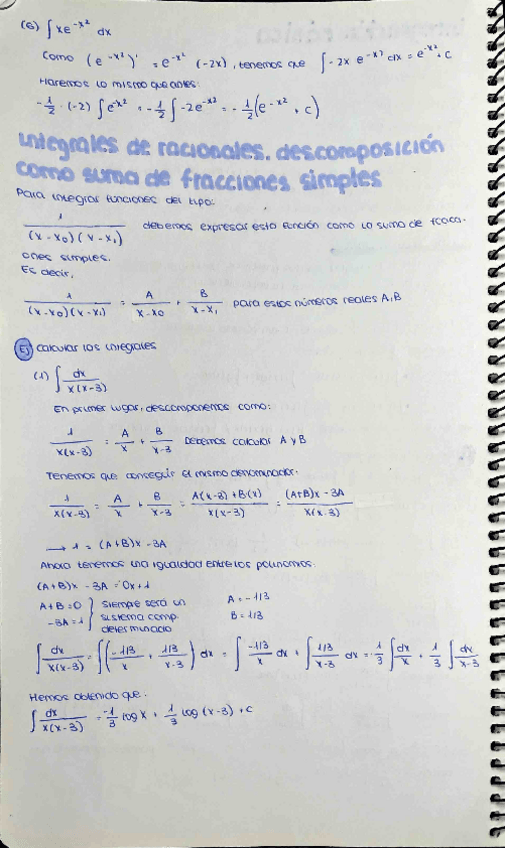 (6) ∫ xe^{-x²} dx
Como (e^{-x²})' = e^{-x²} (-2x), tenemos que ∫ -2x e^{-x²} dx = e^{-x²} + C
Haremos lo mismo que antes:
-1/2 · (-2) ∫ e^{-x²} = -1/2 ∫ -2e^{-x²} = -1/2 (e^{-x²} + C)
Integrales de racionales. descomposición
como suma de fracciones simples
Para integrar funciones del tipo:
1/((x-x₀)(x-x₁)) debemos expresar esta función como la suma de fracci-
ones simples.
Es decir,
1/((x-x₀)(x-x₁)) = A/(x-x₀) + B/(x-x₁) para estos números reales A, B
Ej Calcular las integrales
(1) ∫ dx/(x(x-3))
En primer lugar, descomponemos como:
1/(x(x-3)) = A/x + B/(x-3) Debemos calcular A y B
Tenemos que conseguir el mismo denominador.
1/(x(x-3)) = A/x + B/(x-3) = (A(x-3)+B(x))/(x(x-3)) = ((A+B)x - 3A)/(x(x-3))
→ 1 = (A+B)x - 3A
Ahora tenemos una igualdad entre los polinomios:
(A+B)x - 3A = 0x+1
A+B=0 } siempre será un A = -1/3
-3A=1 } sistema comp. B = 1/3
determinado
∫ dx/(x(x-3)) = ∫ ((-1/3)/x + (1/3)/(x-3)) dx = ∫ (-1/3)/x dx + ∫ (1/3)/(x-3) dx = -1/3 ∫ dx/x + 1/3 ∫ dx/(x-3)
Hemos obtenido que:
∫ dx/(x(x-3)) = -1/3 log x + 1/3 log (x-3) + C